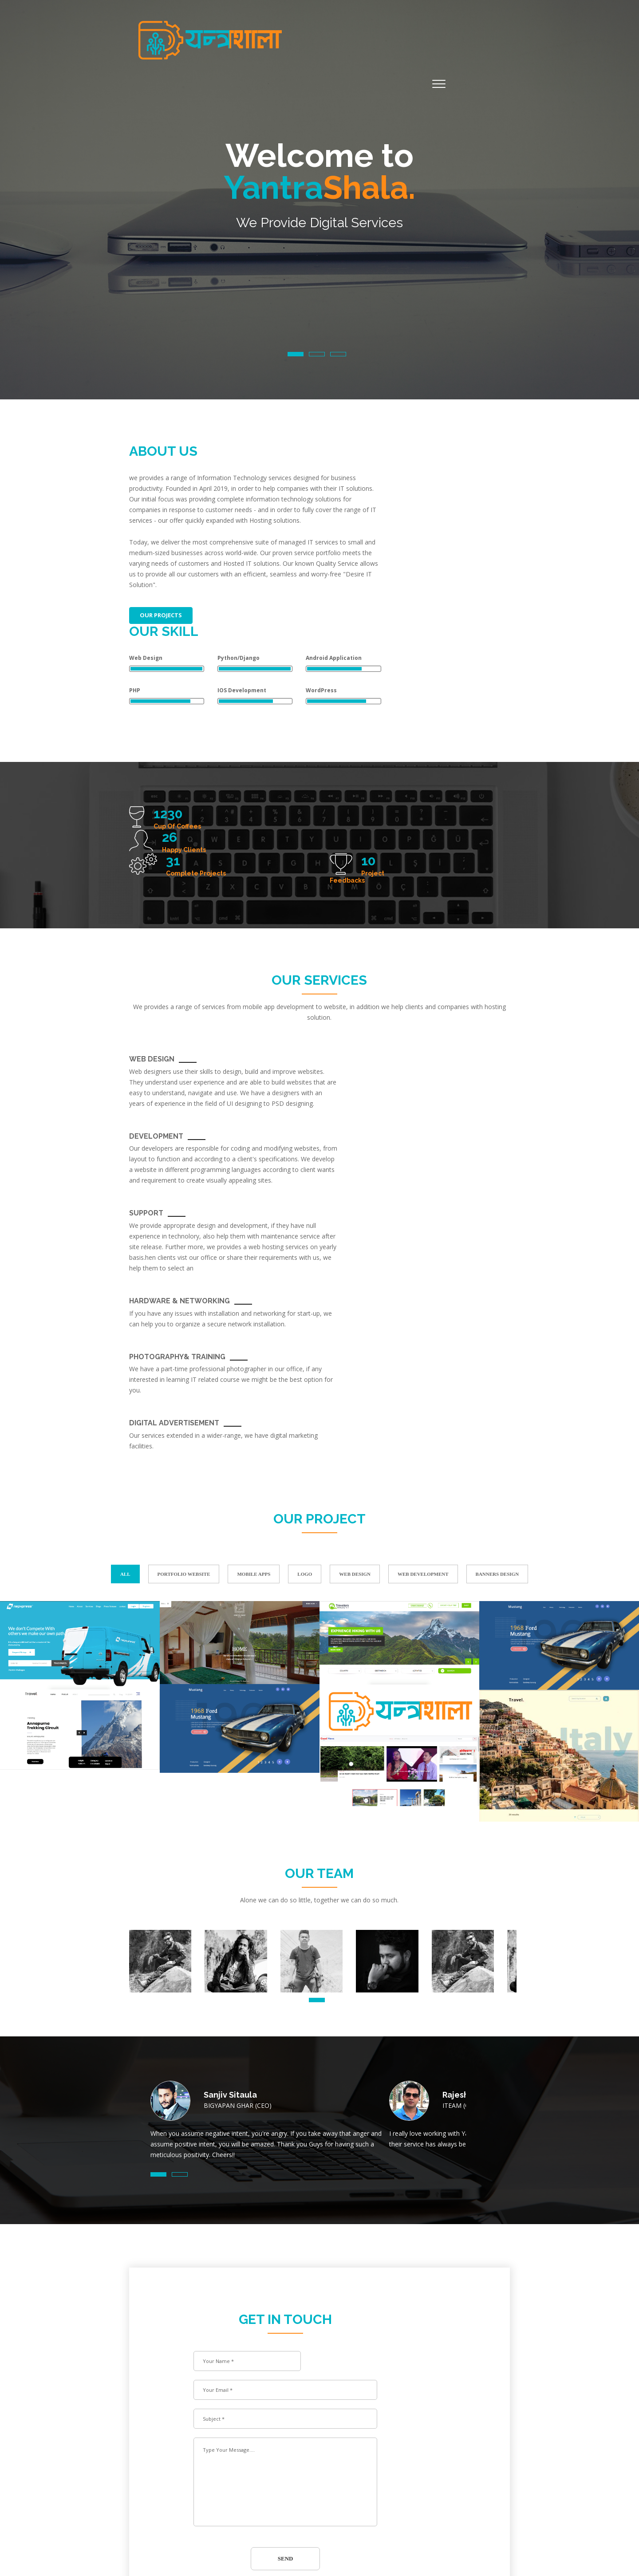 यन्त्रशाला
Welcome to
YantraShala.
We Provide Digital Services
ABOUT US
we provides a range of Information Technology services designed for business
productivity. Founded in April 2019, in order to help companies with their IT solutions.
Our initial focus was providing complete information technology solutions for
companies in response to customer needs - and in order to fully cover the range of IT
services - our offer quickly expanded with Hosting solutions.
Today, we deliver the most comprehensive suite of managed IT services to small and
medium-sized businesses across world-wide. Our proven service portfolio meets the
varying needs of customers and Hosted IT solutions. Our known Quality Service allows
us to provide all our customers with an efficient, seamless and worry-free "Desire IT
Solution".
OUR PROJECTS
OUR SKILL
Web Design
Python/Django
Android Application
PHP
IOS Development
WordPress
1230
Cup Of Coffees
26
Happy Clients
31
Complete Projects
10
Project
Feedbacks
OUR SERVICES
We provides a range of services from mobile app development to website, in addition we help clients and companies with hosting
solution.
WEB DESIGN
Web designers use their skills to design, build and improve websites.
They understand user experience and are able to build websites that are
easy to understand, navigate and use. We have a designers with an
years of experience in the field of UI designing to PSD designing.
DEVELOPMENT
Our developers are responsible for coding and modifying websites, from
layout to function and according to a client's specifications. We develop
a website in different programming languages according to client wants
and requirement to create visually appealing sites.
SUPPORT
We provide approprate design and development, if they have null
experience in technolory, also help them with maintenance service after
site release. Further more, we provides a web hosting services on yearly
basis.hen clients vist our office or share their requirements with us, we
help them to select an
HARDWARE & NETWORKING
If you have any issues with installation and networking for start-up, we
can help you to organize a secure network installation.
PHOTOGRAPHY& TRAINING
We have a part-time professional photographer in our office, if any
interested in learning IT related course we might be the best option for
you.
DIGITAL ADVERTISEMENT
Our services extended in a wider-range, we have digital marketing
facilities.
OUR PROJECT
ALL
PORTFOLIO WEBSITE
MOBILE APPS
LOGO
WEB DESIGN
WEB DEVELOPMENT
BANNERS DESIGN
We don't Compete With
others we make our own path
HOME
EXPERIENCE HIKING WITH US
1968 Ford
Mustang
Travel
Annapurna
Trekking Circuit
1968 Ford
Mustang
यन्त्रशाला
Travel.
Italy
OUR TEAM
Alone we can do so little, together we can do so much.
Sanjiv Sitaula
BIGYAPAN GHAR (CEO)
When you assume negative intent, you're angry. If you take away that anger and
assume positive intent, you will be amazed. Thank you Guys for having such a
meticulous positivity. Cheers!!
Rajesh
ITEAM (
I really love working with Y
their service has always be
GET IN TOUCH
Your Name *
Your Email *
Subject *
Type Your Message...
SEND